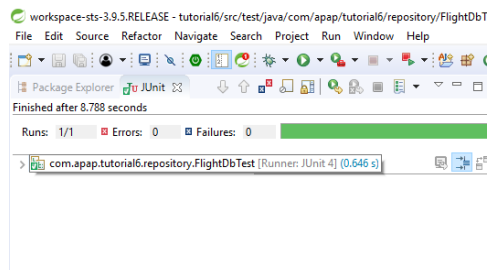 workspace-sts-3.9.5.RELEASE - tutorial6/src/test/java/com/apap/tutorial6/repository/FlightDbT
File Edit Source Refactor Navigate Search Project Run Window Help
Package Explorer JUnit
Finished after 8.788 seconds
Runs: 1/1 Errors: 0 Failures: 0
com.apap.tutorial6.repository.FlightDbTest [Runner: JUnit 4] (0.646 s)